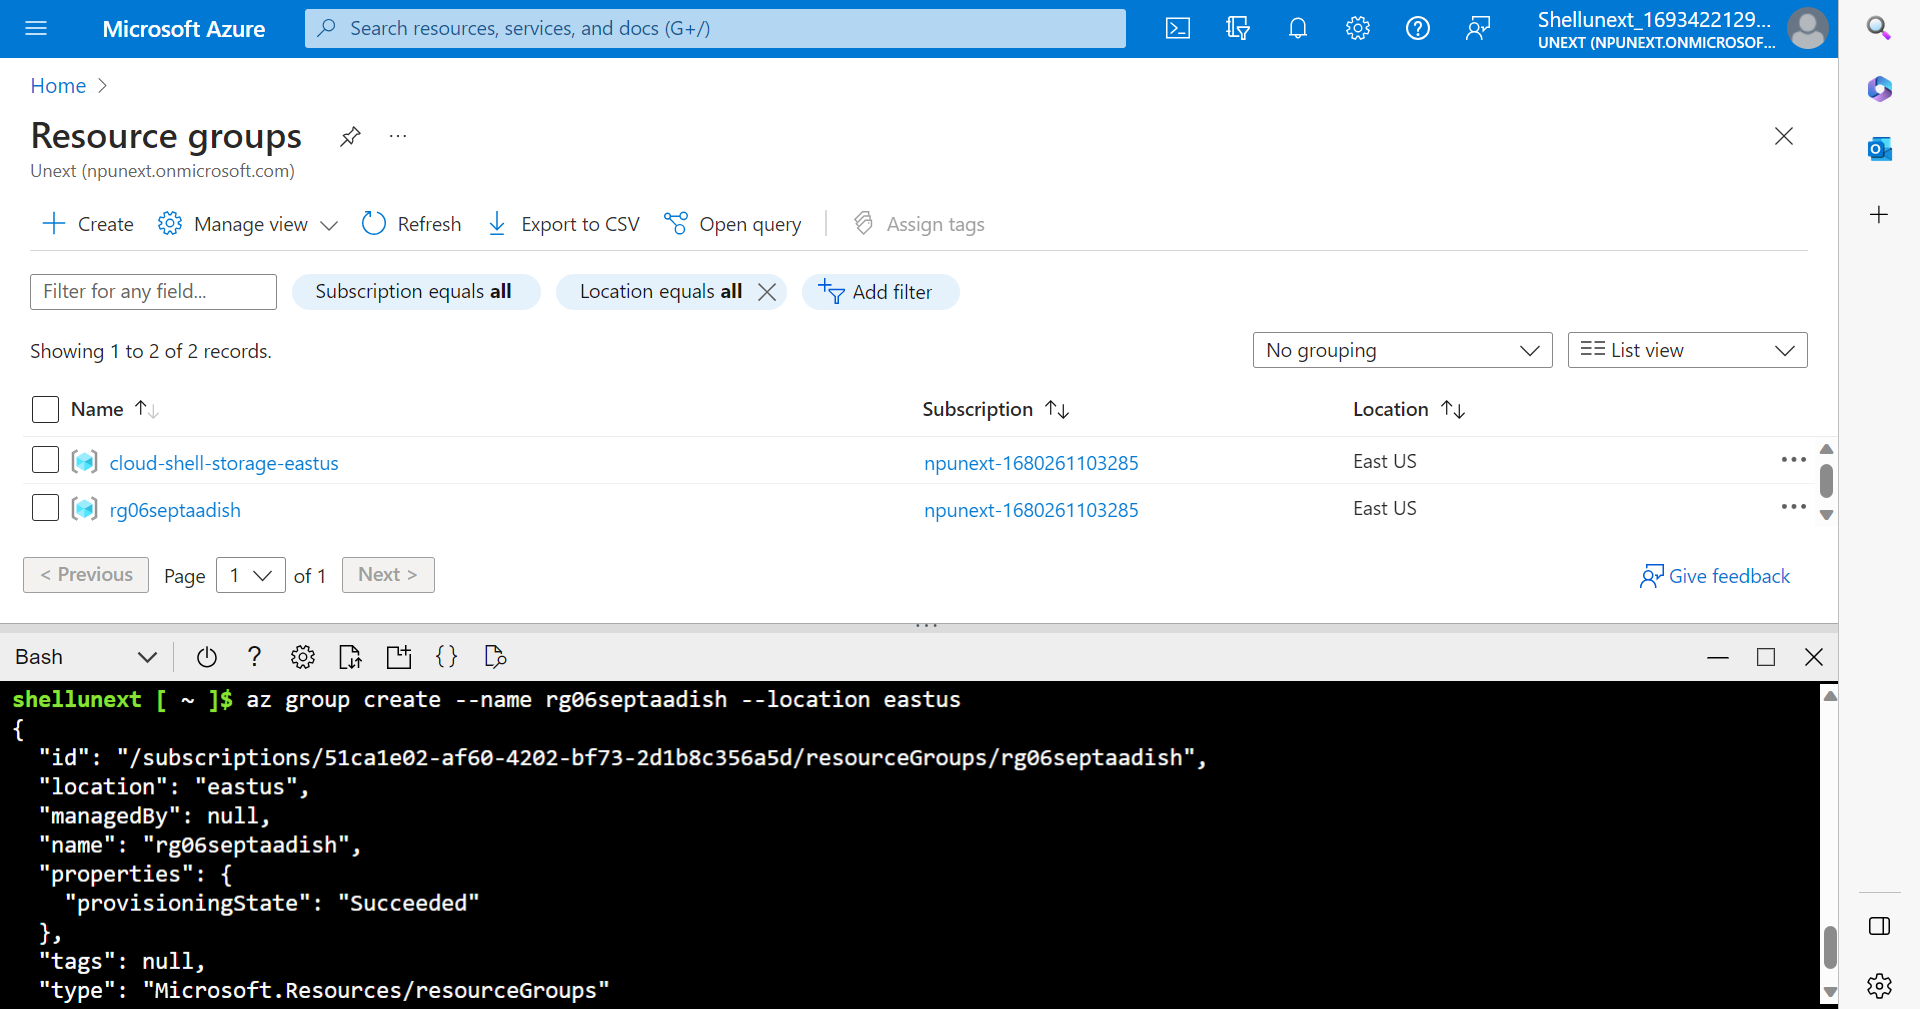 Microsoft Azure
Search resources, services, and docs (G+/)
Shellunext_1693422129...
UNEXT (NPUNEXT.ONMICROSOF...
Home
Resource groups
Unext (npunext.onmicrosoft.com)
Create Manage view Refresh Export to CSV Open query Assign tags
Filter for any field... Subscription equals all Location equals all Add filter
Showing 1 to 2 of 2 records. No grouping List view
Name Subscription Location
cloud-shell-storage-eastus npunext-1680261103285 East US
rg06septaadish npunext-1680261103285 East US
< Previous Page 1 of 1 Next > Give feedback
Bash
shellunext [ ~ ]$ az group create --name rg06septaadish --location eastus
{
"id": "/subscriptions/51ca1e02-af60-4202-bf73-2d1b8c356a5d/resourceGroups/rg06septaadish",
"location": "eastus",
"managedBy": null,
"name": "rg06septaadish",
"properties": {
"provisioningState": "Succeeded"
},
"tags": null,
"type": "Microsoft.Resources/resourceGroups"